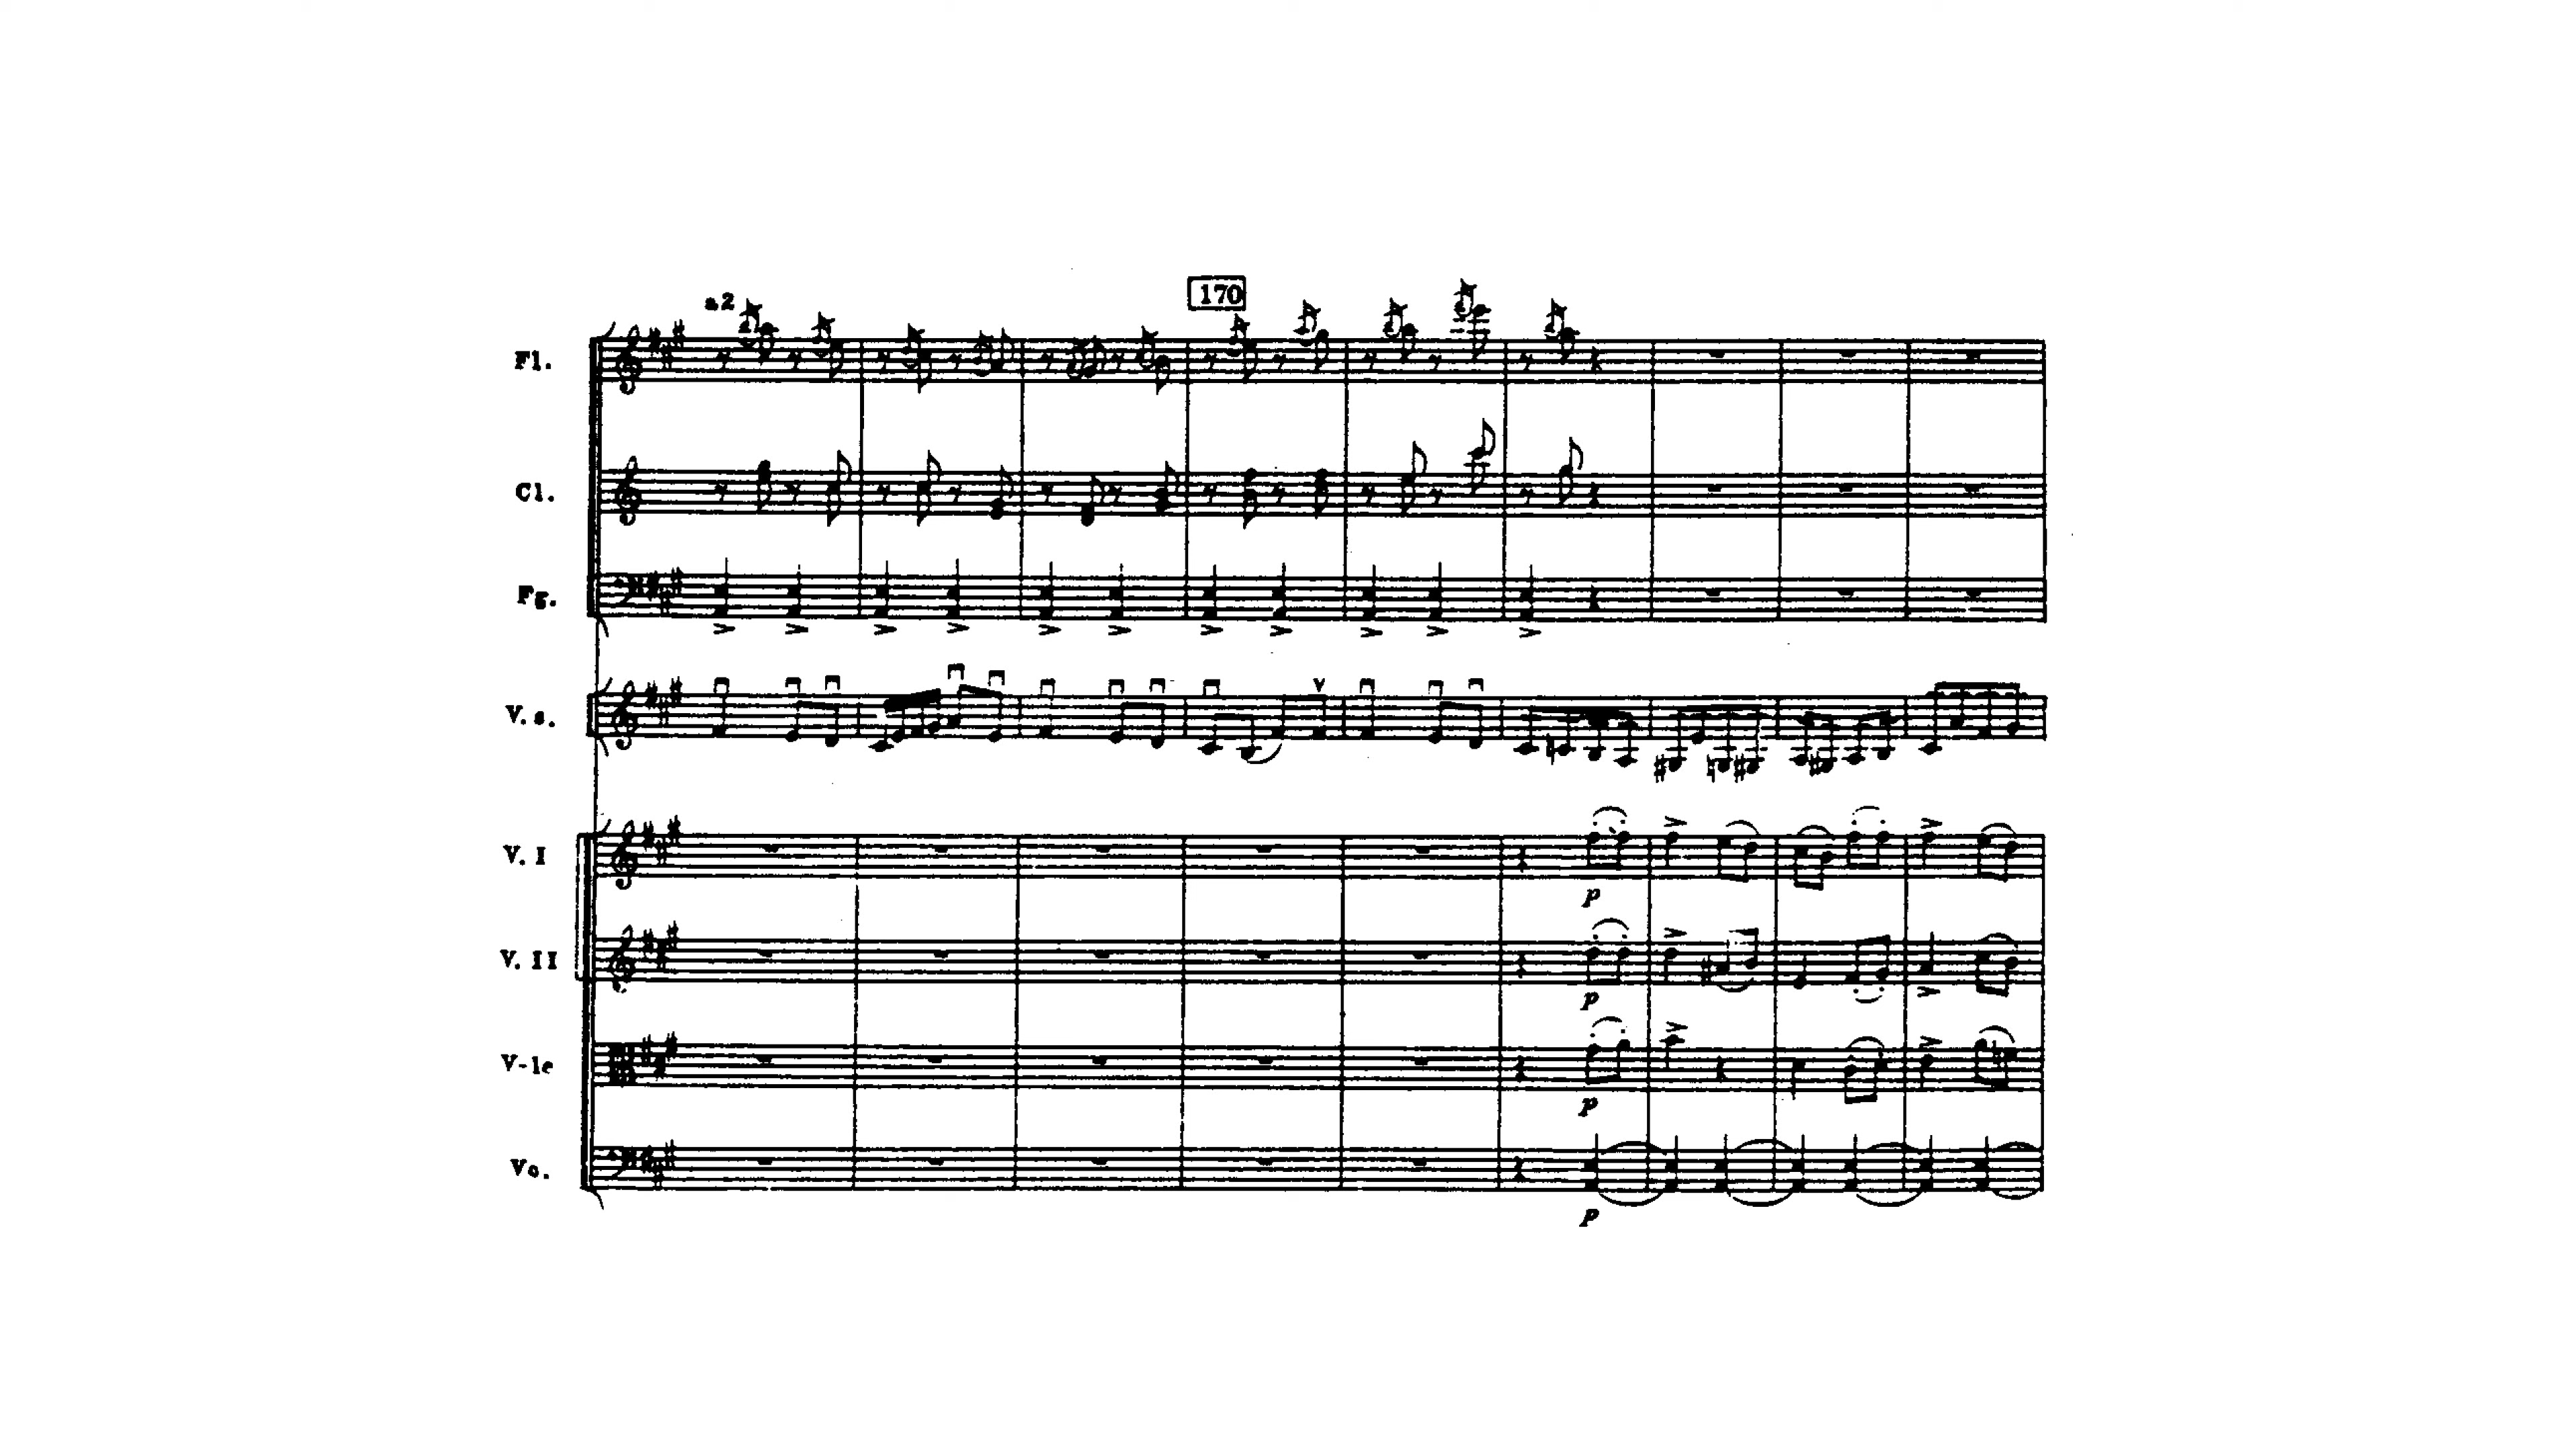 a2
170
Fl.
Cl.
Fg.
V. s.
V. I
p
V. II
p
V-le
p
Vc.
p